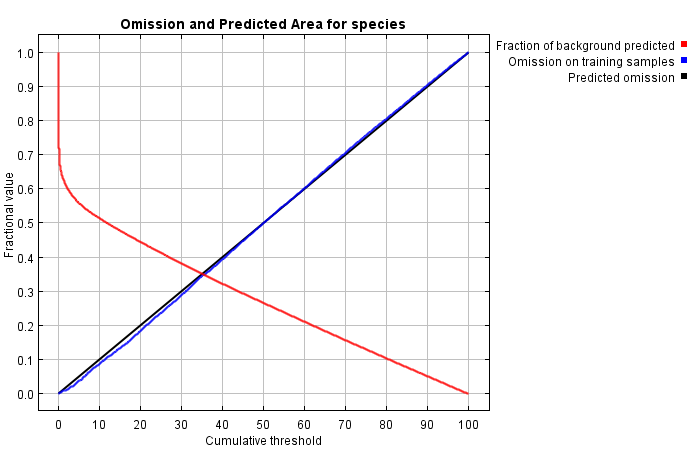 Omission and Predicted Area for species
Fraction of background predicted
Omission on training samples
Predicted omission
Fractional value
1.0
0.9
0.8
0.7
0.6
0.5
0.4
0.3
0.2
0.1
0.0
0 10 20 30 40 50 60 70 80 90 100
Cumulative threshold